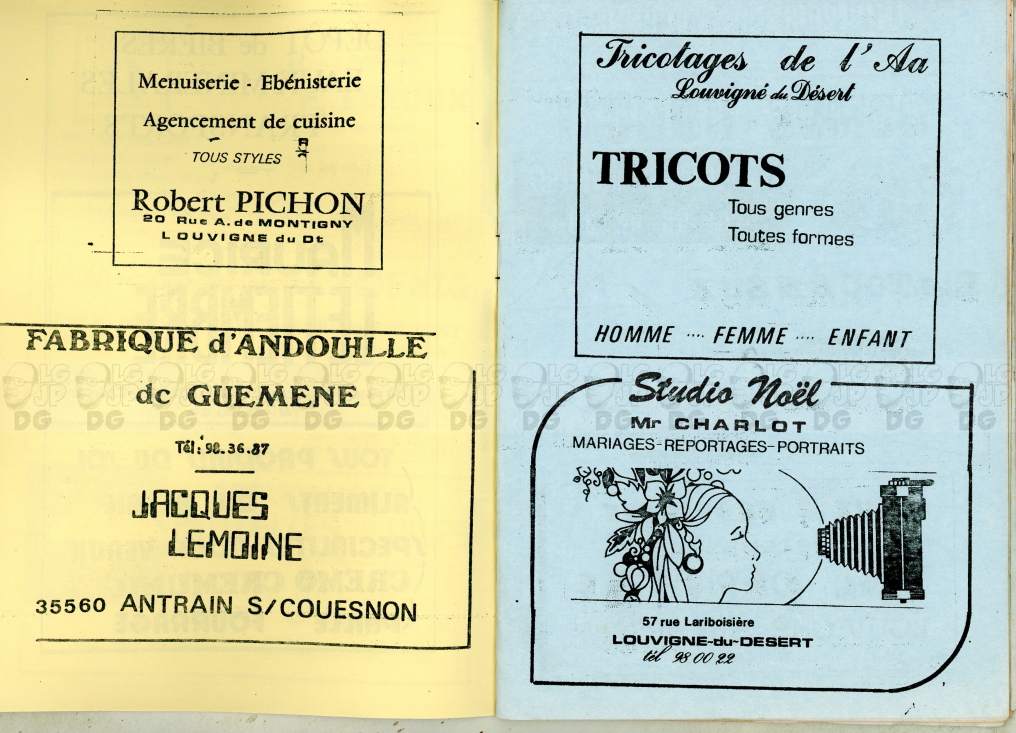 Menuiserie - Ebénisterie
Agencement de cuisine
TOUS STYLES
Robert PICHON
20 Rue A. de MONTIGNY
LOUVIGNE du Dt
FABRIQUE d'ANDOUILLE
de GUEMENE
Tél: 98.36.87
JACQUES
LEMOINE
35560 ANTRAIN S/COUESNON
Tricotages de l'Aa
Louvigné du Désert
TRICOTS
Tous genres
Toutes formes
HOMME .... FEMME .... ENFANT
Studio Noël
Mr CHARLOT
MARIAGES-REPORTAGES-PORTRAITS
57 rue Lariboisière
LOUVIGNE-du-DESERT
tél 98 00 22